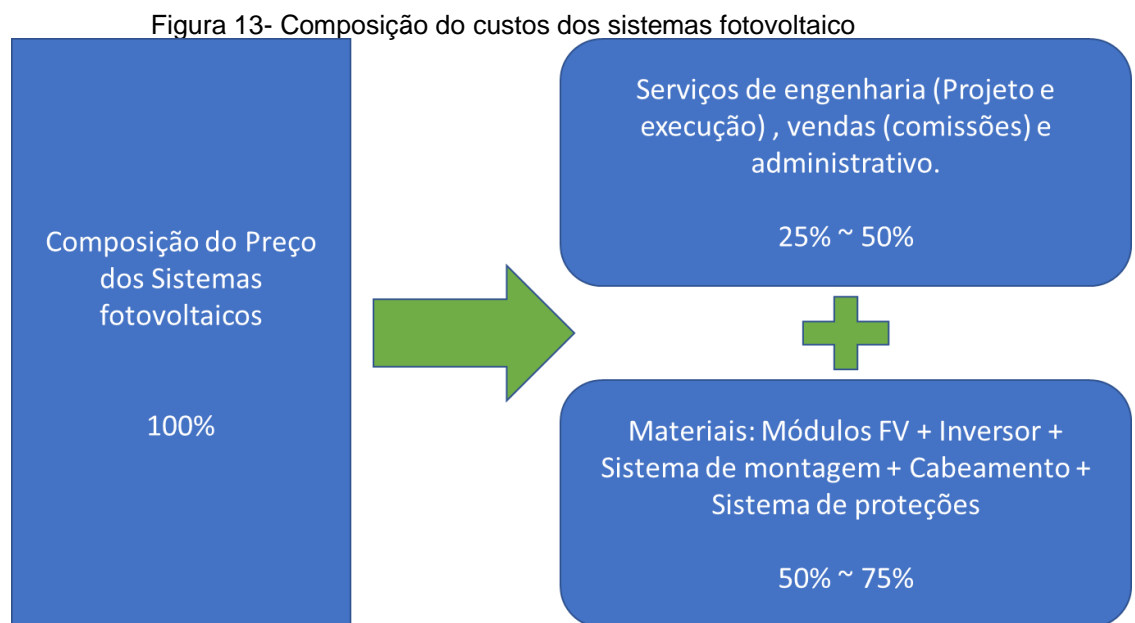 Figura 13- Composição do custos dos sistemas fotovoltaico
Composição do Preço
dos Sistemas
fotovoltaicos
100%
Serviços de engenharia (Projeto e
execução) , vendas (comissões) e
administrativo.
25% ~ 50%
Materiais: Módulos FV + Inversor +
Sistema de montagem + Cabeamento +
Sistema de proteções
50% ~ 75%